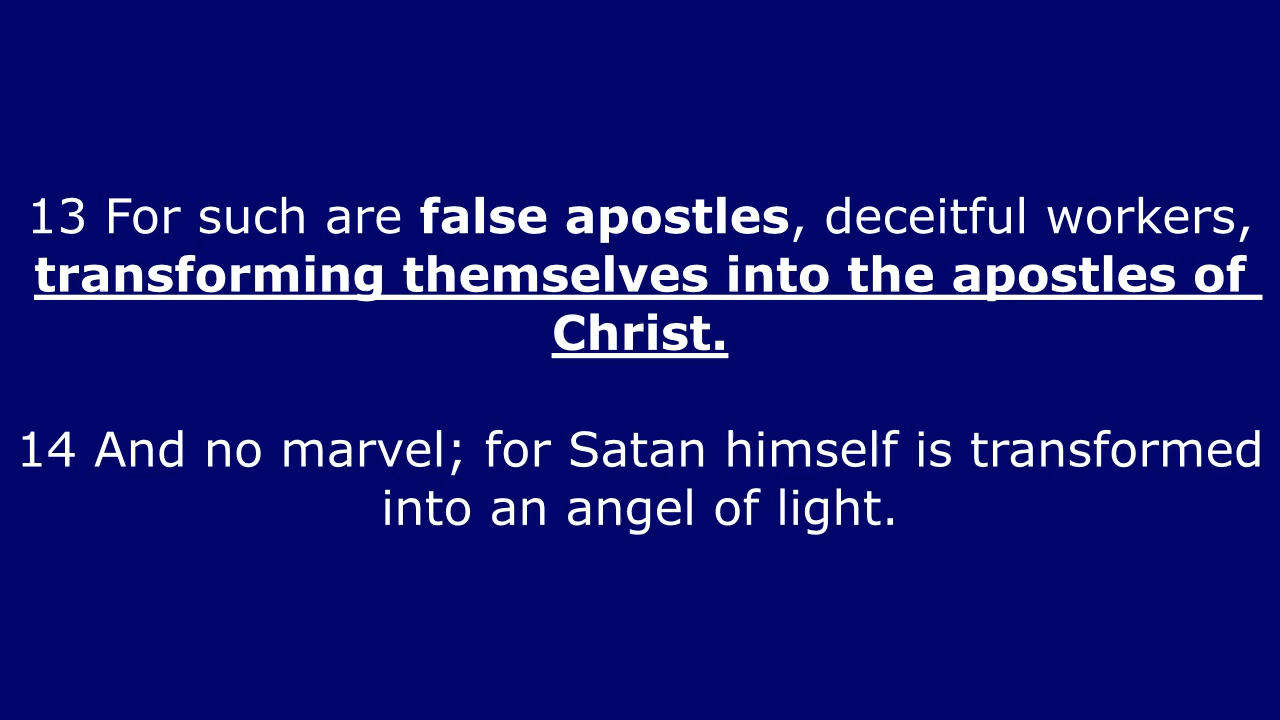 13 For such are false apostles, deceitful workers,
transforming themselves into the apostles of
Christ.
14 And no marvel; for Satan himself is transformed
into an angel of light.